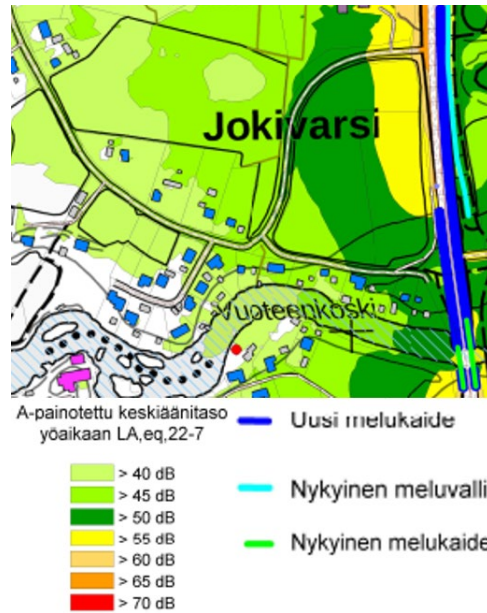 Jokivarsi
Vuoteenkoski
A-painotettu keskiäänitaso
yöaikaan LA,eq,22-7
> 40 dB
> 45 dB
> 50 dB
> 55 dB
> 60 dB
> 65 dB
> 70 dB
Uusi melukaide
Nykyinen meluvalli
Nykyinen melukaide